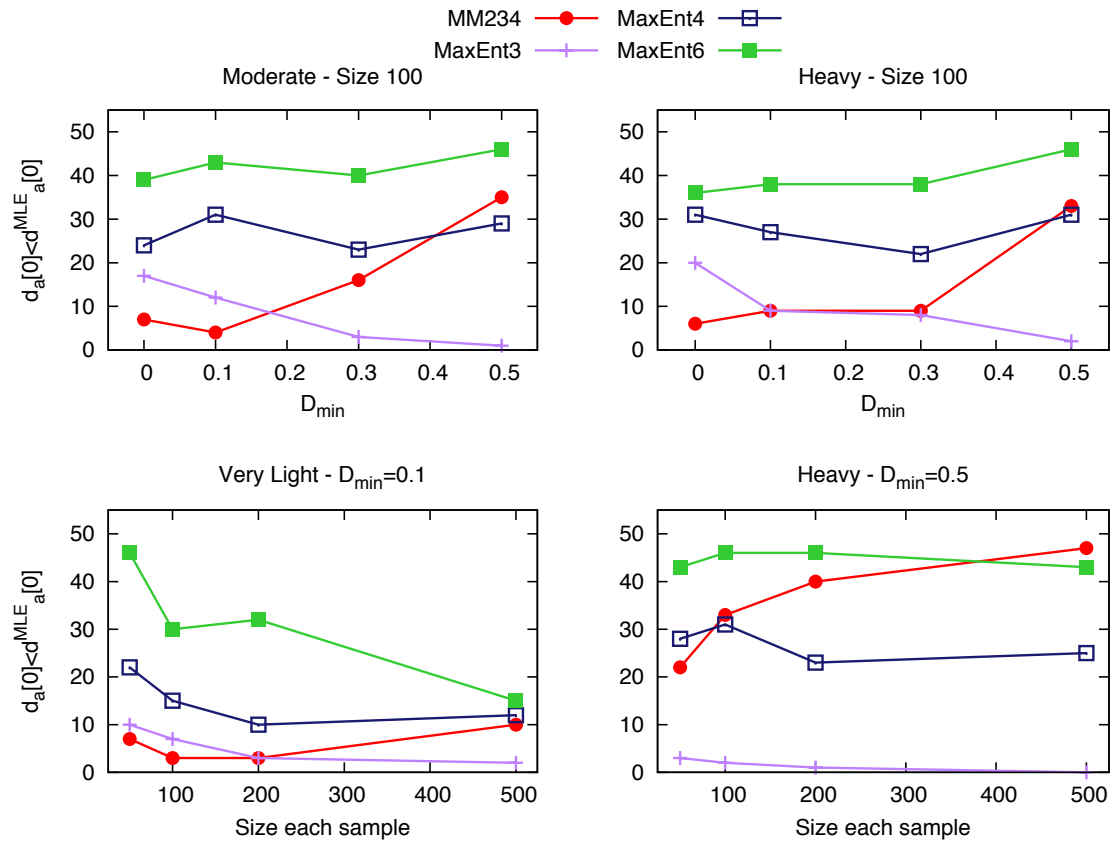 MM234 MaxEnt4
MaxEnt3 MaxEnt6
Moderate - Size 100
50
40
30
20
10
0
0 0.1 0.2 0.3 0.4 0.5
D_min
d_a[0]<d^MLE_a[0]
Heavy - Size 100
50
40
30
20
10
0
0 0.1 0.2 0.3 0.4 0.5
D_min
Very Light - D_min=0.1
50
40
30
20
10
0
100 200 300 400 500
Size each sample
d_a[0]<d^MLE_a[0]
Heavy - D_min=0.5
50
40
30
20
10
0
100 200 300 400 500
Size each sample